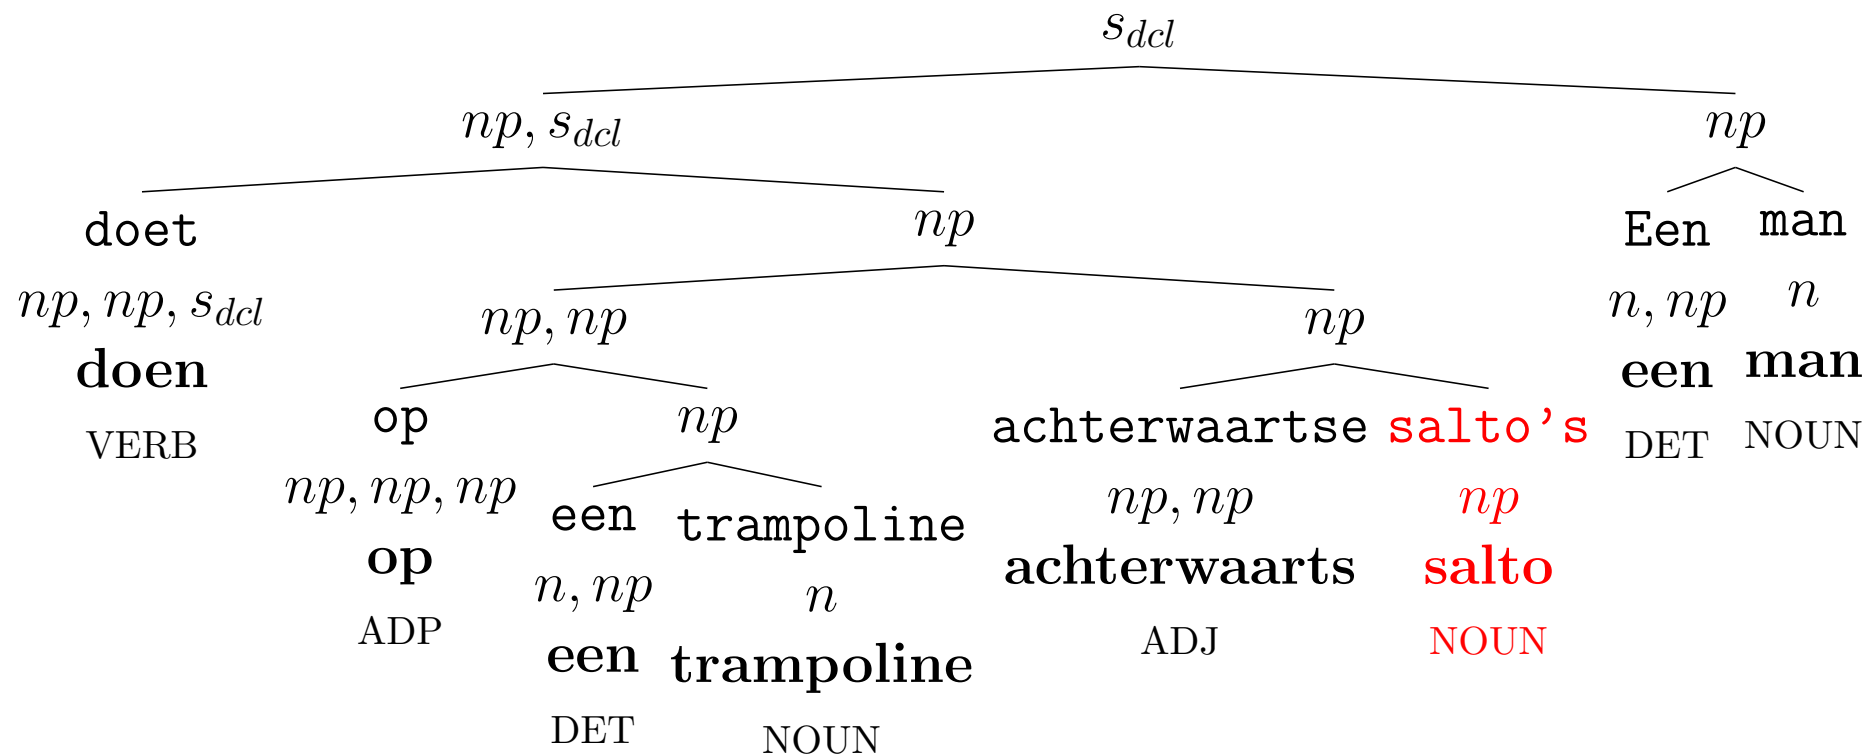 s_dcl
np, s_dcl np
doet np Een man
np, np, s_dcl np, np np n, np n
doen een man
VERB op np achterwaartse salto's DET NOUN
np, np, np een trampoline np, np np
op n, np n achterwaarts salto
ADP een trampoline ADJ NOUN
DET NOUN